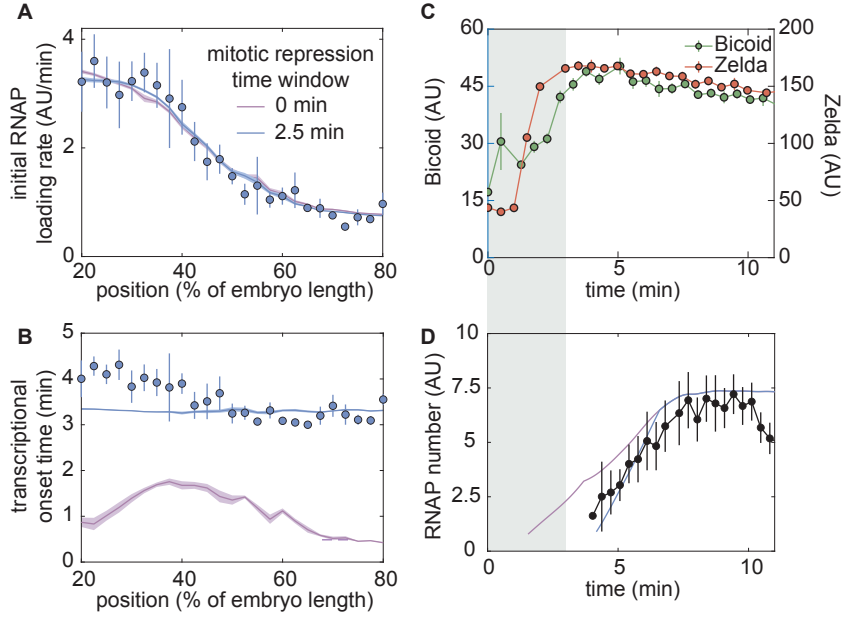 A
initial RNAP
loading rate (AU/min)
4
2
0
mitotic repression
time window
0 min
2.5 min
20
40
60
80
position (% of embryo length)
C
Bicoid (AU)
60
45
30
15
0
Bicoid
Zelda
200
150
100
50
0
Zelda (AU)
0
5
10
time (min)
B
transcriptional
onset time (min)
5
4
3
2
1
0
20
40
60
80
position (% of embryo length)
D
RNAP number (AU)
10
7.5
5
2.5
0
0
5
10
time (min)